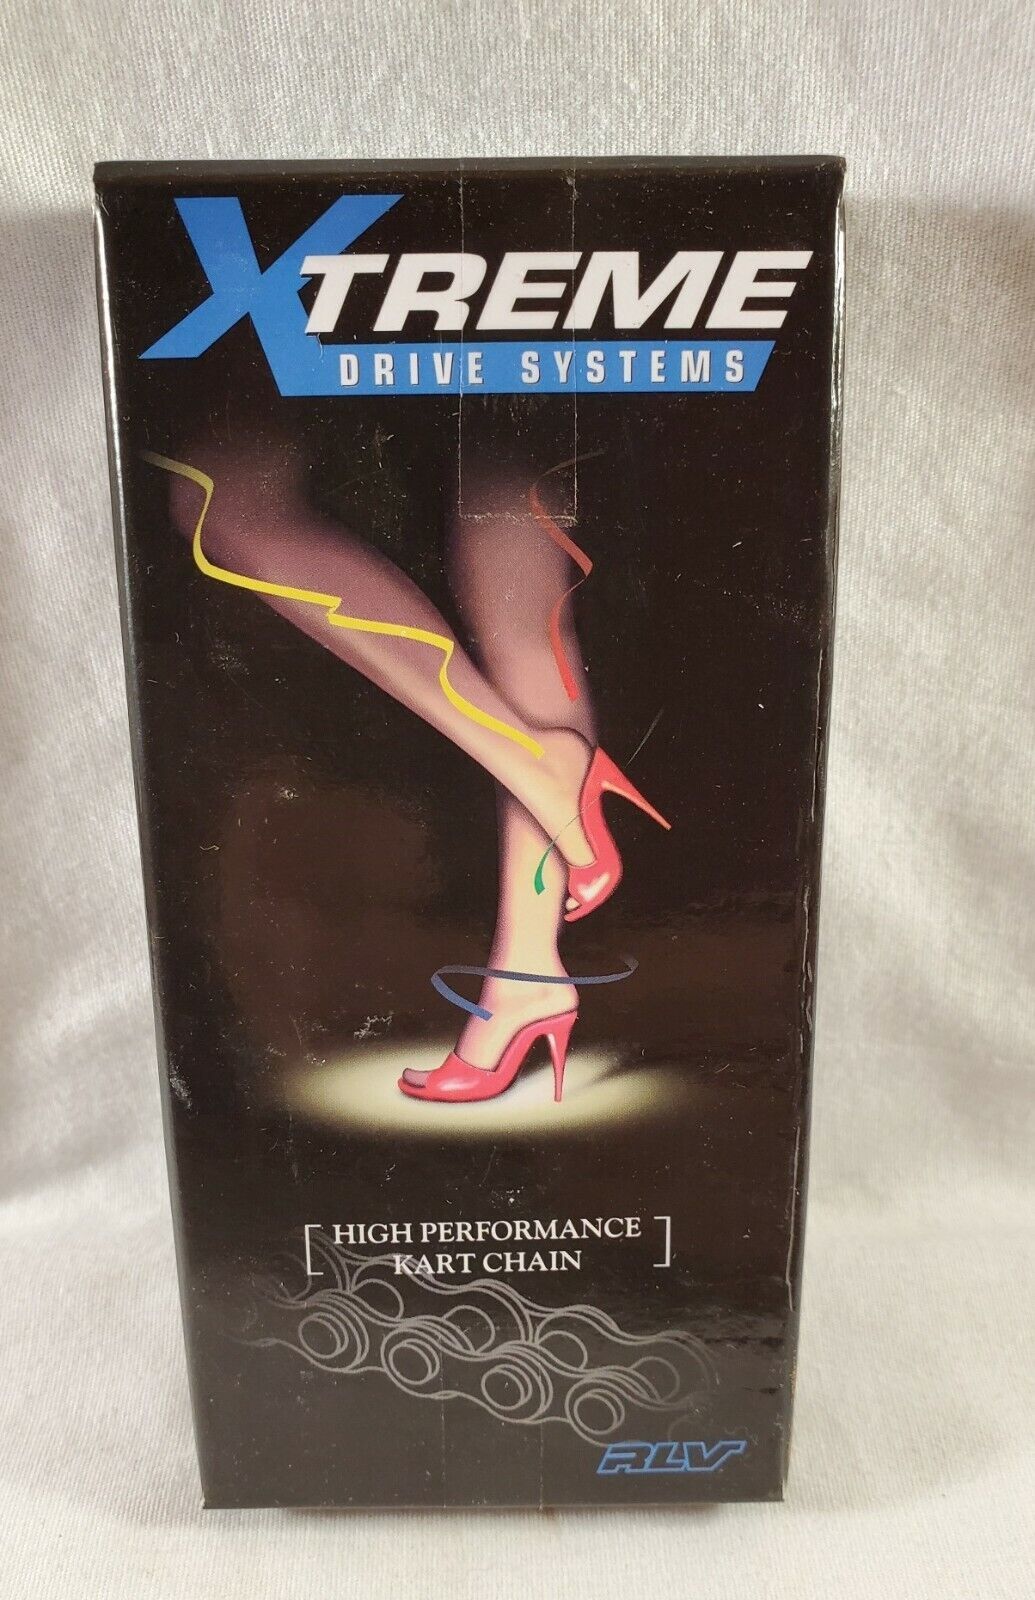 XTREME
DRIVE SYSTEMS
HIGH PERFORMANCE
KART CHAIN
RLV